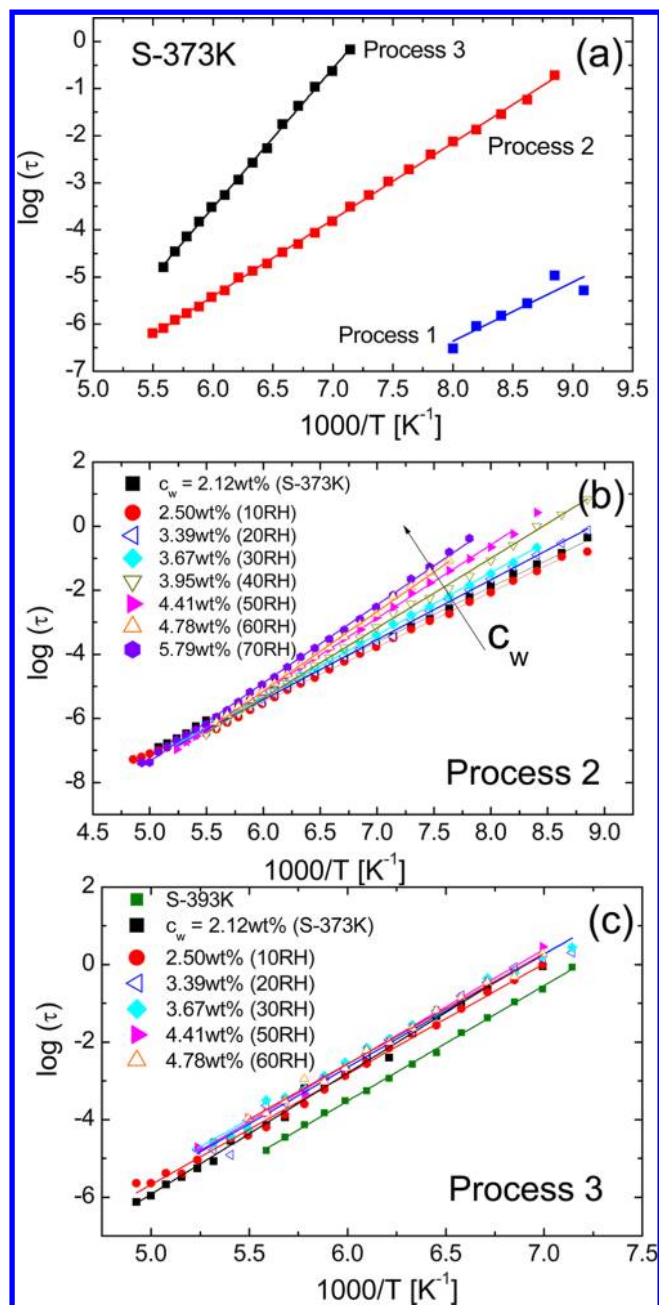 S-373K
(a)
Process 3
Process 2
Process 1
log (τ)
0
-1
-2
-3
-4
-5
-6
-7
5.0 5.5 6.0 6.5 7.0 7.5 8.0 8.5 9.0 9.5
1000/T [K⁻¹]
(b)
c_w = 2.12wt% (S-373K)
2.50wt% (10RH)
3.39wt% (20RH)
3.67wt% (30RH)
3.95wt% (40RH)
4.41wt% (50RH)
4.78wt% (60RH)
5.79wt% (70RH)
c_w
Process 2
log (τ)
2
0
-2
-4
-6
-8
4.5 5.0 5.5 6.0 6.5 7.0 7.5 8.0 8.5 9.0
1000/T [K⁻¹]
(c)
S-393K
c_w = 2.12wt% (S-373K)
2.50wt% (10RH)
3.39wt% (20RH)
3.67wt% (30RH)
4.41wt% (50RH)
4.78wt% (60RH)
Process 3
log (τ)
2
0
-2
-4
-6
5.0 5.5 6.0 6.5 7.0 7.5
1000/T [K⁻¹]